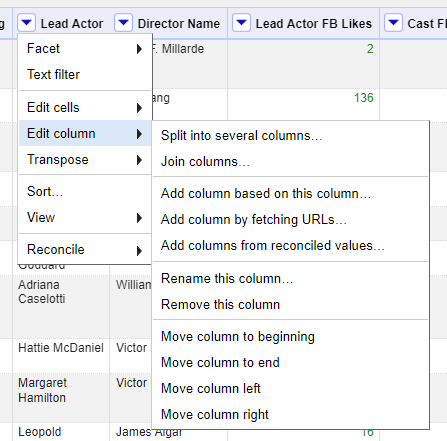 Lead Actor
Director Name
Lead Actor FB Likes
Cast
F. Millarde
2
136
Facet
Text filter
Edit cells
Edit column
Transpose
Sort...
View
Reconcile
Split into several columns...
Join columns...
Add column based on this column...
Add column by fetching URLs...
Add columns from reconciled values...
Rename this column...
Remove this column
Move column to beginning
Move column to end
Move column left
Move column right
Goddard
Adriana
Caselotti
William
Hattie McDaniel
Victor
Margaret
Hamilton
Victor
Leopold
James Algar
16